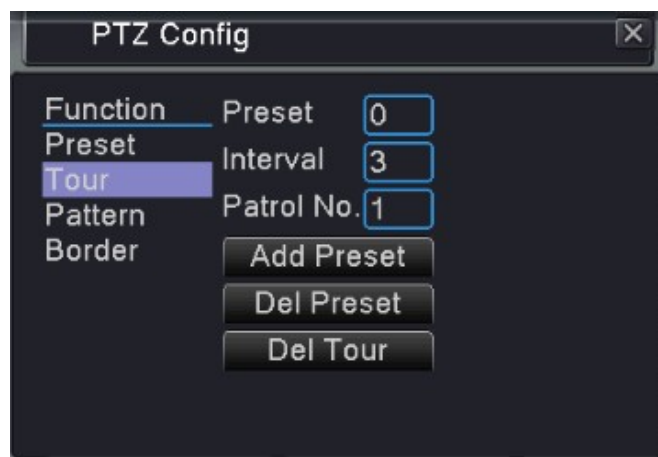 PTZ Config
Function
Preset
Tour
Pattern
Border
Preset 0
Interval 3
Patrol No. 1
Add Preset
Del Preset
Del Tour